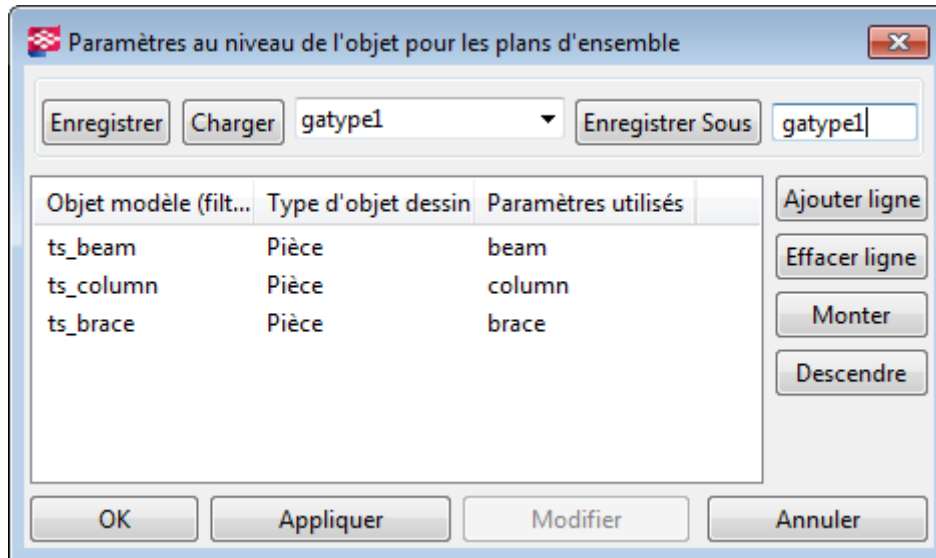 Paramètres au niveau de l'objet pour les plans d'ensemble
Enregistrer Charger gatype1 Enregistrer Sous gatype1
Objet modèle (filt... Type d'objet dessin Paramètres utilisés Ajouter ligne
ts_beam Pièce beam Effacer ligne
ts_column Pièce column
ts_brace Pièce brace Monter
Descendre
OK Appliquer Modifier Annuler